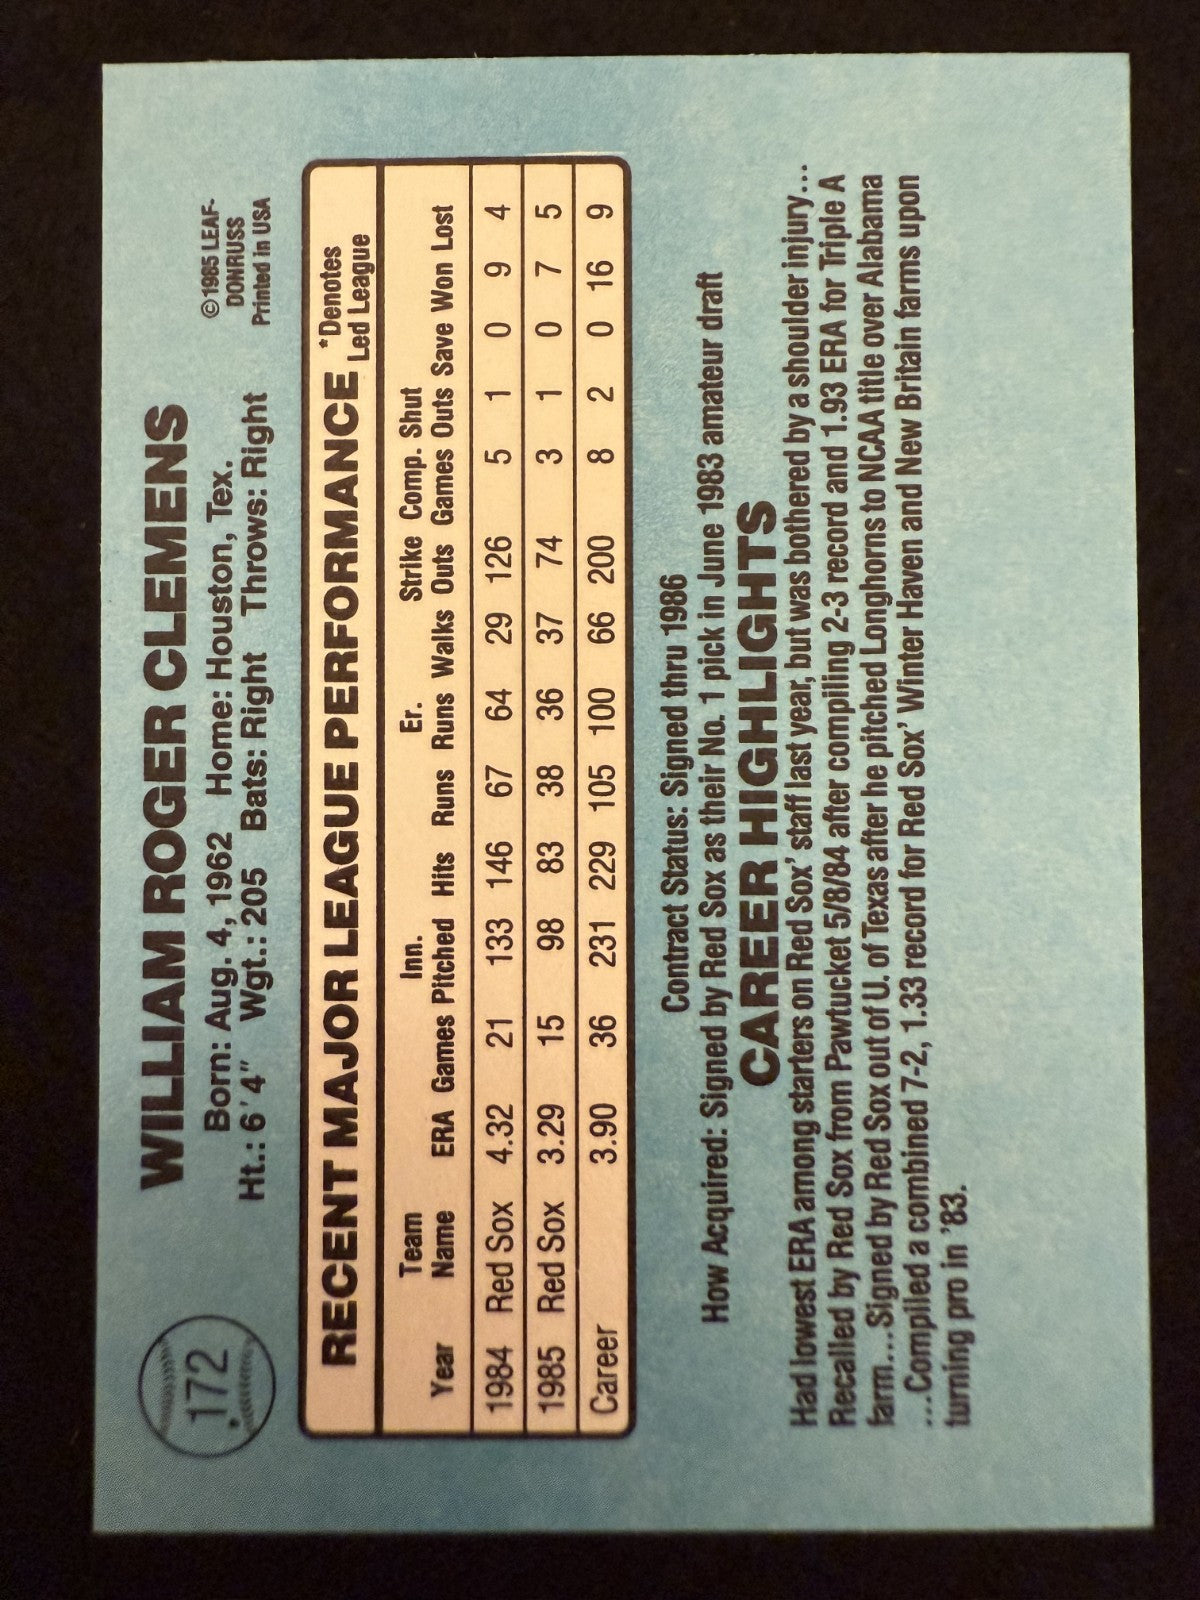 172
WILLIAM ROGER CLEMENS
Born: Aug. 4, 1962 Home: Houston, Tex.
Ht.: 6'4" Wgt.: 205 Bats: Right Throws: Right
©1985 LEAF-
DONRUSS
Printed in USA
RECENT MAJOR LEAGUE PERFORMANCE
*Denotes
Led League
Team Inn. Er. Strike Comp. Shut
Year Name ERA Games Pitched Hits Runs Runs Walks Outs Games Outs Save Won Lost
1984 Red Sox 4.32 21 133 146 67 64 29 126 5 1 0 9 4
1985 Red Sox 3.29 15 98 83 38 36 37 74 3 1 0 7 5
Career 3.90 36 231 229 105 100 66 200 8 2 0 16 9
Contract Status: Signed thru 1986
How Acquired: Signed by Red Sox as their No. 1 pick in June 1983 amateur draft
CAREER HIGHLIGHTS
Had lowest ERA among starters on Red Sox' staff last year, but was bothered by a shoulder injury...
Recalled by Red Sox from Pawtucket 5/8/84 after compiling 2-3 record and 1.93 ERA for Triple A
farm...Signed by Red Sox out of U. of Texas after he pitched Longhorns to NCAA title over Alabama
...Compiled a combined 7-2, 1.33 record for Red Sox' Winter Haven and New Britain farms upon
turning pro in '83.